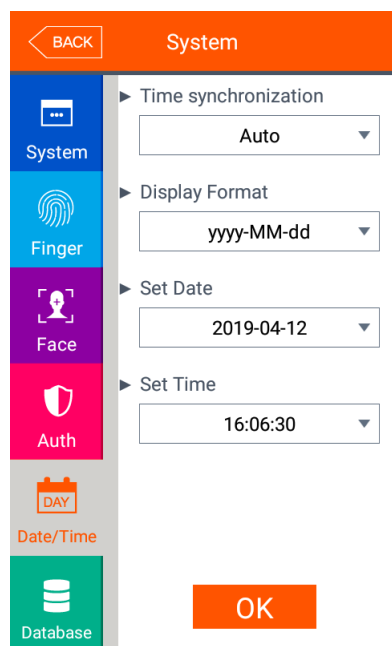 BACK
System
System
Finger
Face
Auth
DAY
Date/Time
Database
► Time synchronization
Auto
► Display Format
yyyy-MM-dd
► Set Date
2019-04-12
► Set Time
16:06:30
OK